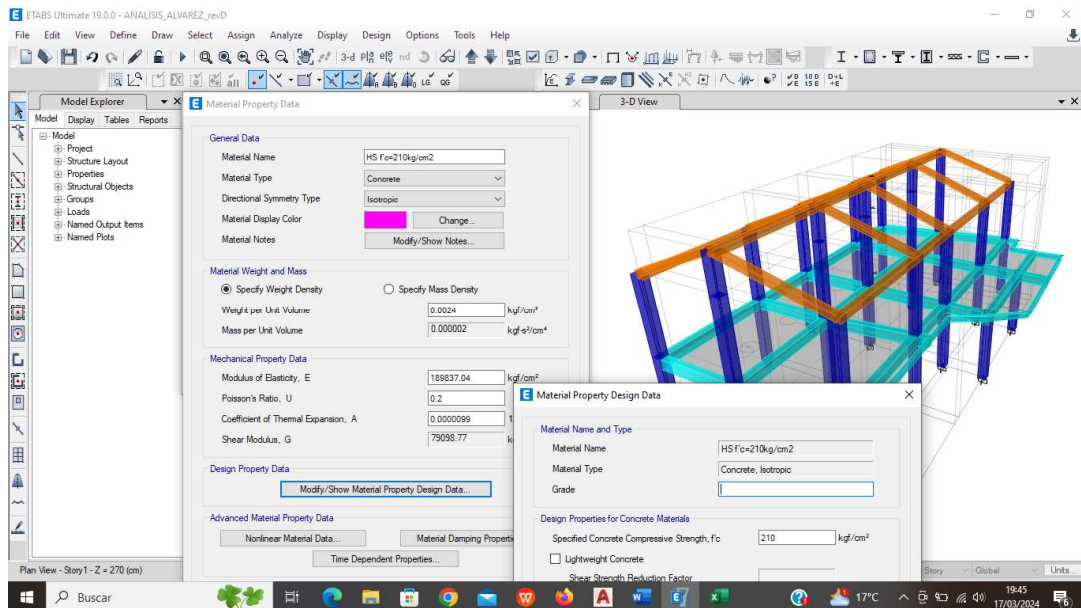 ETABS Ultimate 19.0.0 - ANALISIS_ALVAREZ_revD
File Edit View Define Draw Select Assign Analyze Display Design Options Tools Help
Model Explorer
Model Display Tables Reports
Model
Project
Structure Layout
Properties
Structural Objects
Groups
Loads
Named Output Items
Named Plots
Material Property Data
General Data
Material Name HS f'c=210kg/cm2
Material Type Concrete
Directional Symmetry Type Isotropic
Material Display Color Change...
Material Notes Modify/Show Notes...
Material Weight and Mass
Specify Weight Density Specify Mass Density
Weight per Unit Volume 0.0024 kgf/cm³
Mass per Unit Volume 0.000002 kgf-s²/cm⁴
Mechanical Property Data
Modulus of Elasticity, E 189837.04 kgf/cm²
Poisson's Ratio, U 0.2
Coefficient of Thermal Expansion, A 0.0000099
Shear Modulus, G 79098.77
Design Property Data
Modify/Show Material Property Design Data...
Advanced Material Property Data
Nonlinear Material Data... Material Damping Properti
Time Dependent Properties...
3-D View
Material Property Design Data
Material Name and Type
Material Name HS f'c=210kg/cm2
Material Type Concrete, Isotropic
Grade
Design Properties for Concrete Materials
Specified Concrete Compressive Strength, f'c 210 kgf/cm²
Lightweight Concrete
Shear Strength Reduction Factor
Plan View - Story1 - Z = 270 (cm)
Story Global Units...
Buscar
17°C
19:45
17/03/2024